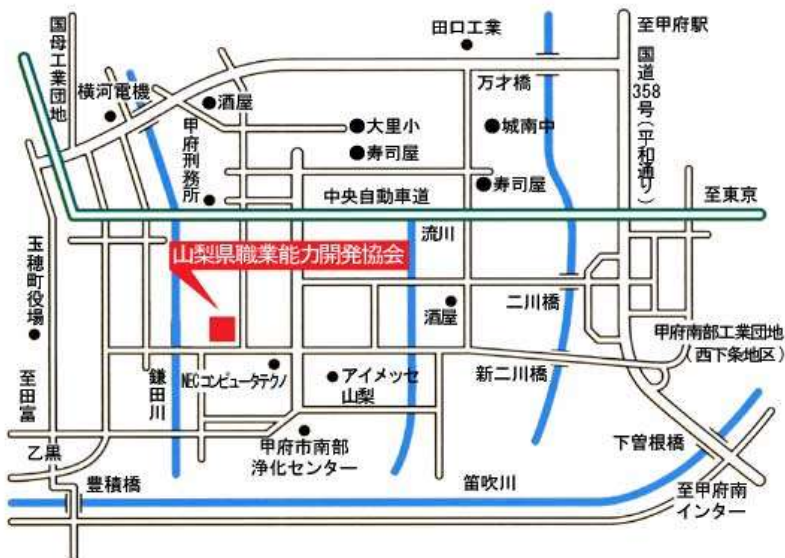 国母工業団地
田口工業
至甲府駅
国道358号(平和通り)
横河電機
酒屋
万才橋
甲府刑務所
大里小
城南中
寿司屋
寿司屋
中央自動車道
至東京
流川
山梨県職業能力開発協会
玉穂町役場
酒屋
二川橋
甲府南部工業団地
(西下条地区)
至田富
鎌田川
NECコンピュータテクノ
アイメッセ
山梨
新二川橋
乙黒
甲府市南部
浄化センター
下曽根橋
豊積橋
笛吹川
至甲府南
インター